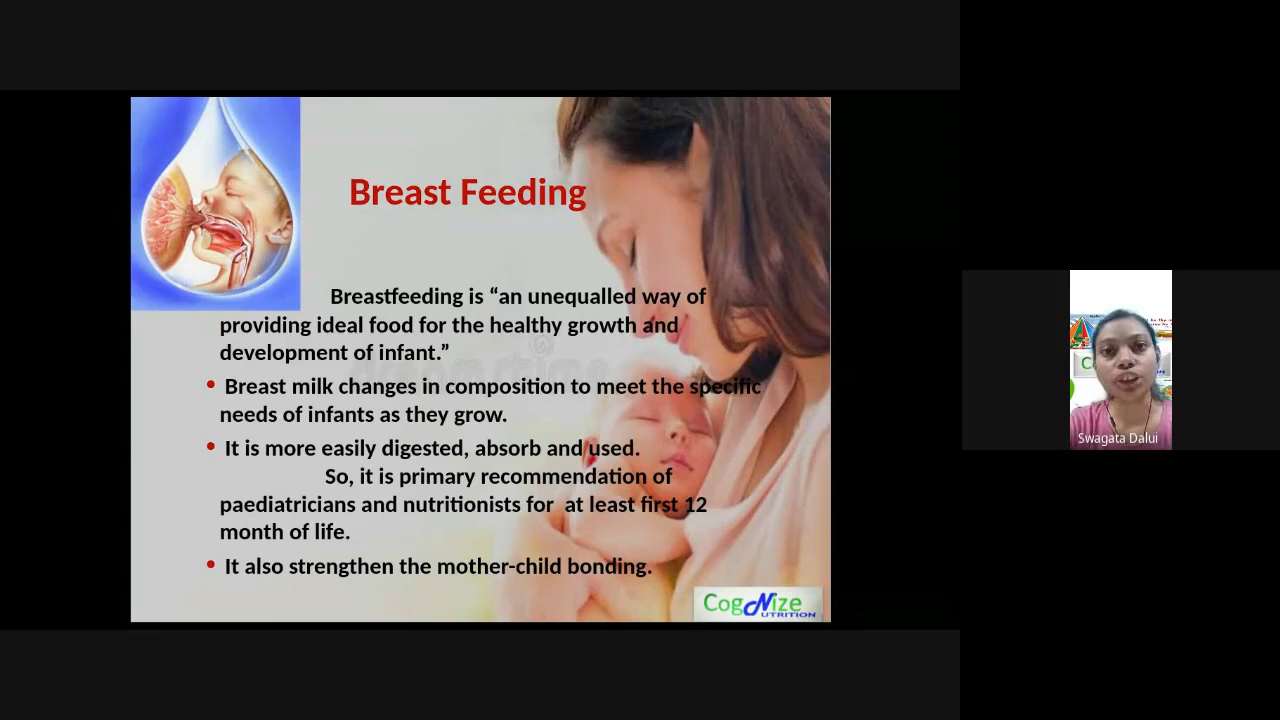 Breast Feeding
Breastfeeding is “an unequalled way of
providing ideal food for the healthy growth and
development of infant.”
• Breast milk changes in composition to meet the specific
needs of infants as they grow.
• It is more easily digested, absorb and used.
So, it is primary recommendation of
paediatricians and nutritionists for at least first 12
month of life.
• It also strengthen the mother-child bonding.
CogNize
NUTRITION
Swagata Dalui